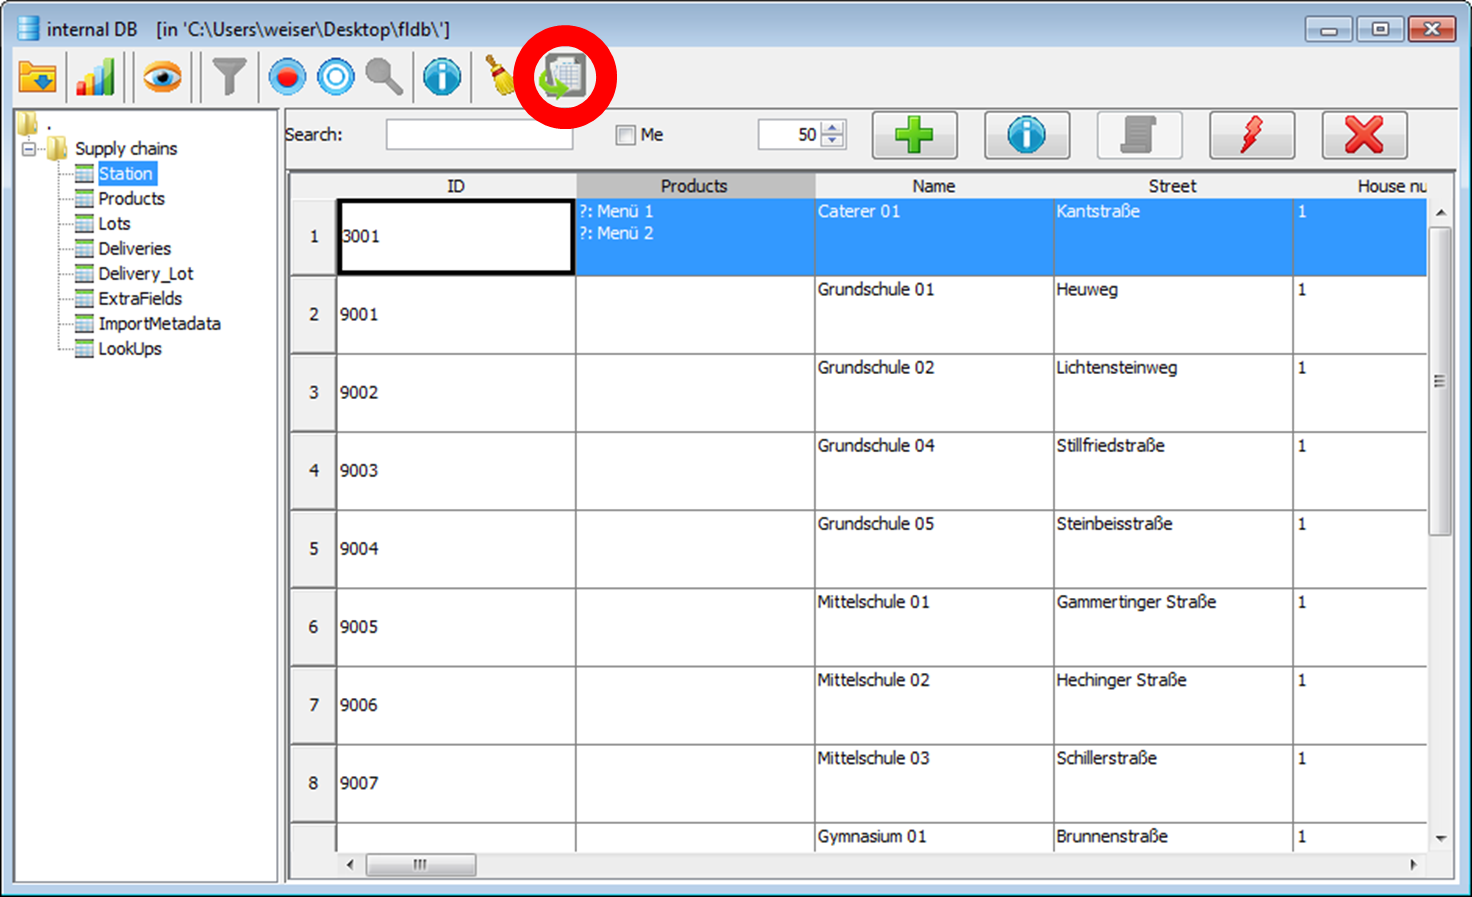 internal DB [in 'C:\Users\weiser\Desktop\fldb\']
.
Supply chains
Station
Products
Lots
Deliveries
Delivery_Lot
ExtraFields
ImportMetadata
LookUps
Search: Me 50
ID Products Name Street House nu
1 3001 ?: Menü 1 Caterer 01 Kantstraße 1
?: Menü 2
2 9001 Grundschule 01 Heuweg 1
3 9002 Grundschule 02 Lichtensteinweg 1
4 9003 Grundschule 04 Stillfriedstraße 1
5 9004 Grundschule 05 Steinbeisstraße 1
6 9005 Mittelschule 01 Gammertinger Straße 1
7 9006 Mittelschule 02 Hechinger Straße 1
8 9007 Mittelschule 03 Schillerstraße 1
Gymnasium 01 Brunnenstraße 1